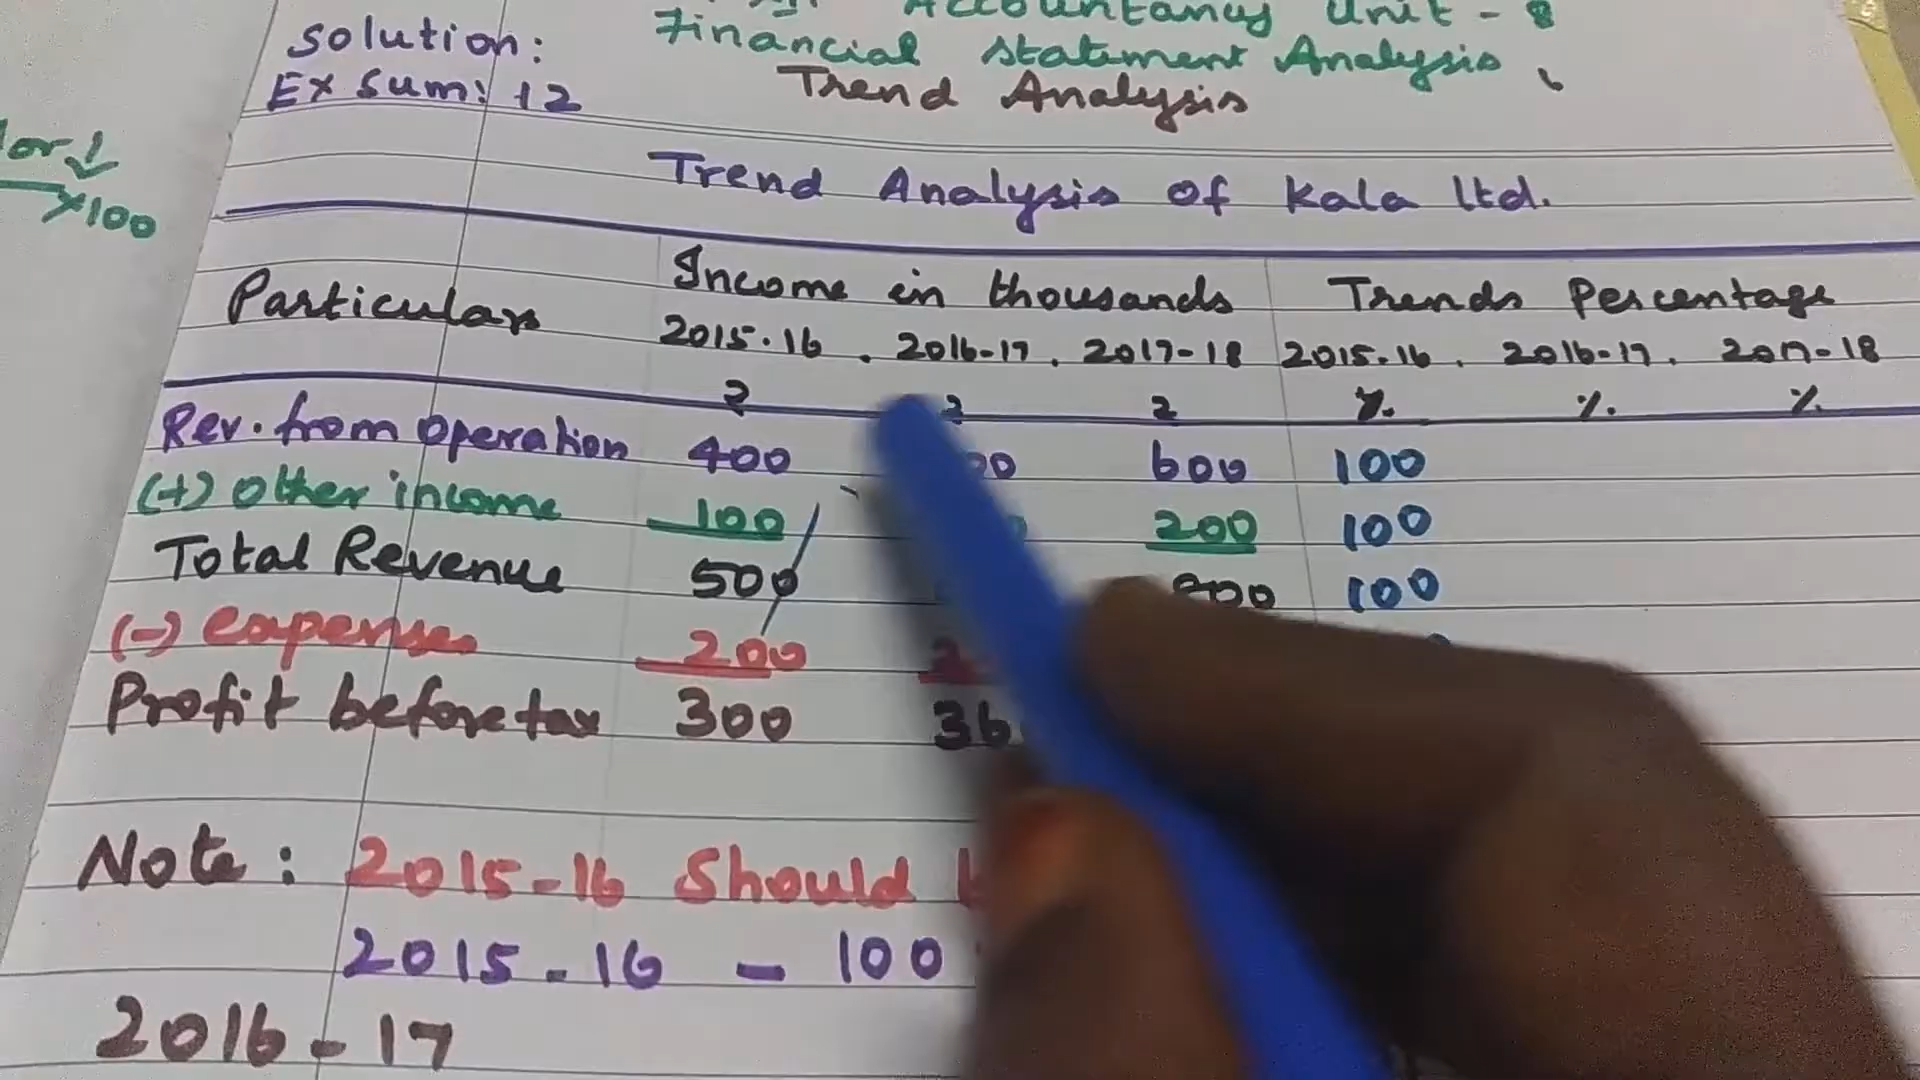 Accountancy Unit - 8
Solution: Financial Statement Analysis
Ex Sum: 12 Trend Analysis
or
×100
Trend Analysis of Kala Ltd.
Particulars Income in thousands Trends Percentage
2015-16 2016-17 2017-18 2015-16 2016-17 2017-18
₹ ₹ ₹ % % %
Rev. from operation 400 600 100
(+) Other income 100 200 100
Total Revenue 500 800 100
(-) expenses 200
Profit before tax 300
Note: 2015-16 Should
2015-16 - 100
2016-17